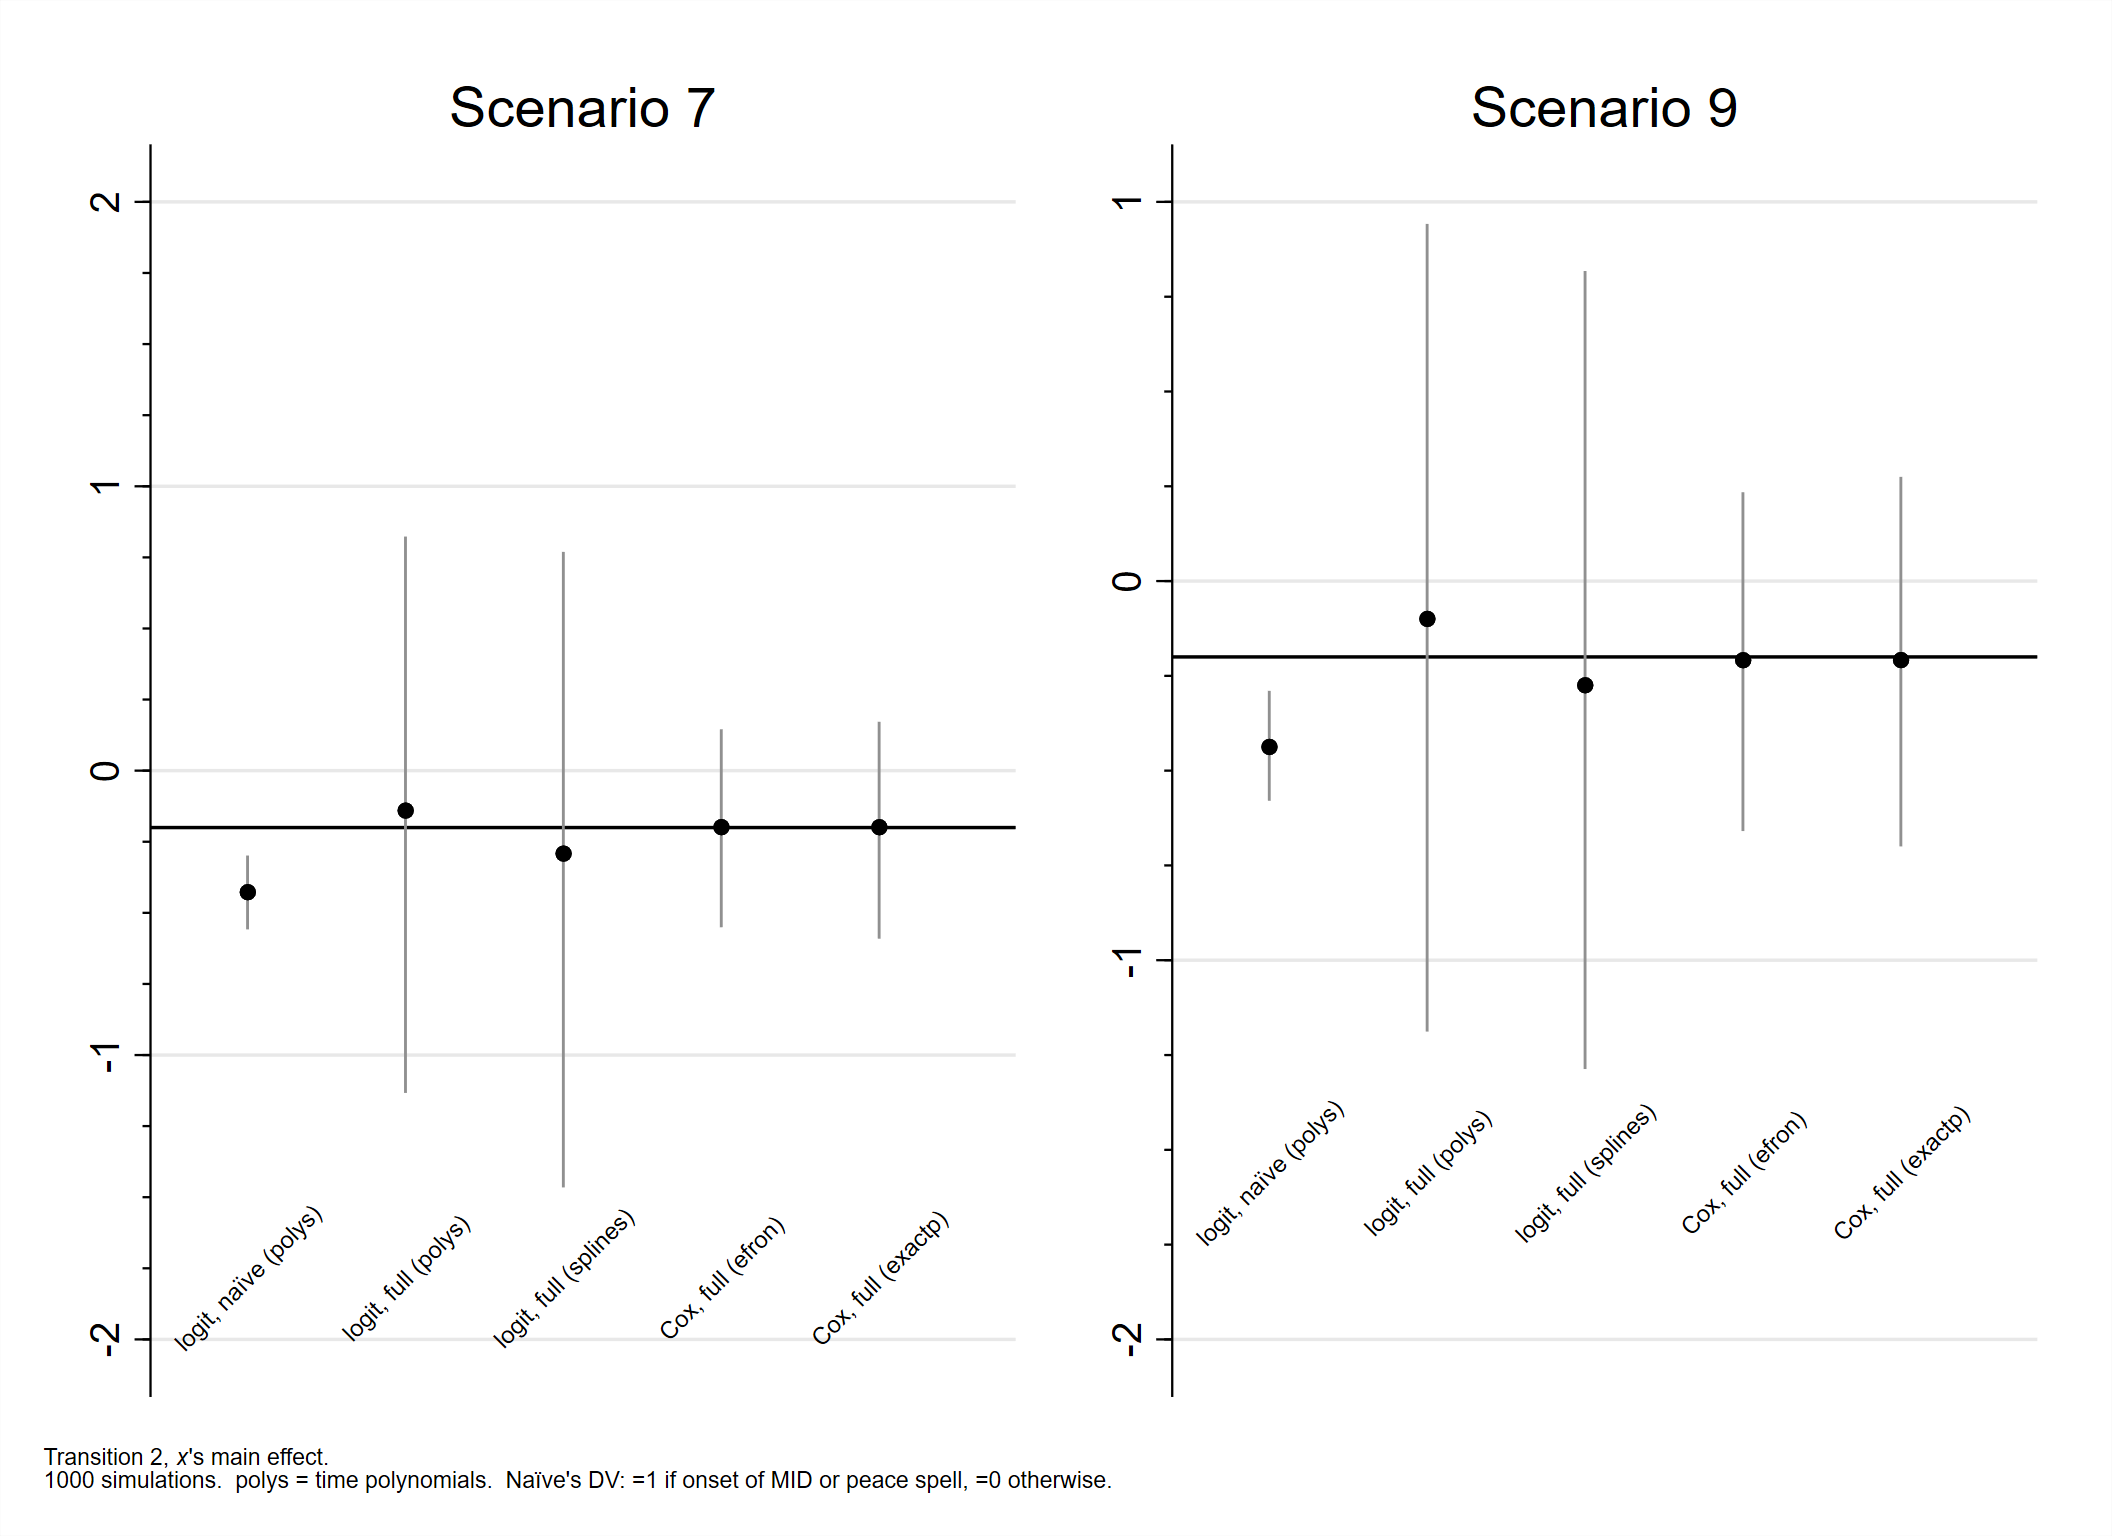 Scenario 7
2
1
0
-1
-2
logit, naïve (polys)
logit, full (polys)
logit, full (splines)
Cox, full (efron)
Cox, full (exactp)
Scenario 9
1
0
-1
-2
logit, naïve (polys)
logit, full (polys)
logit, full (splines)
Cox, full (efron)
Cox, full (exactp)
Transition 2, x's main effect.
1000 simulations.  polys = time polynomials.  Naïve's DV: =1 if onset of MID or peace spell, =0 otherwise.